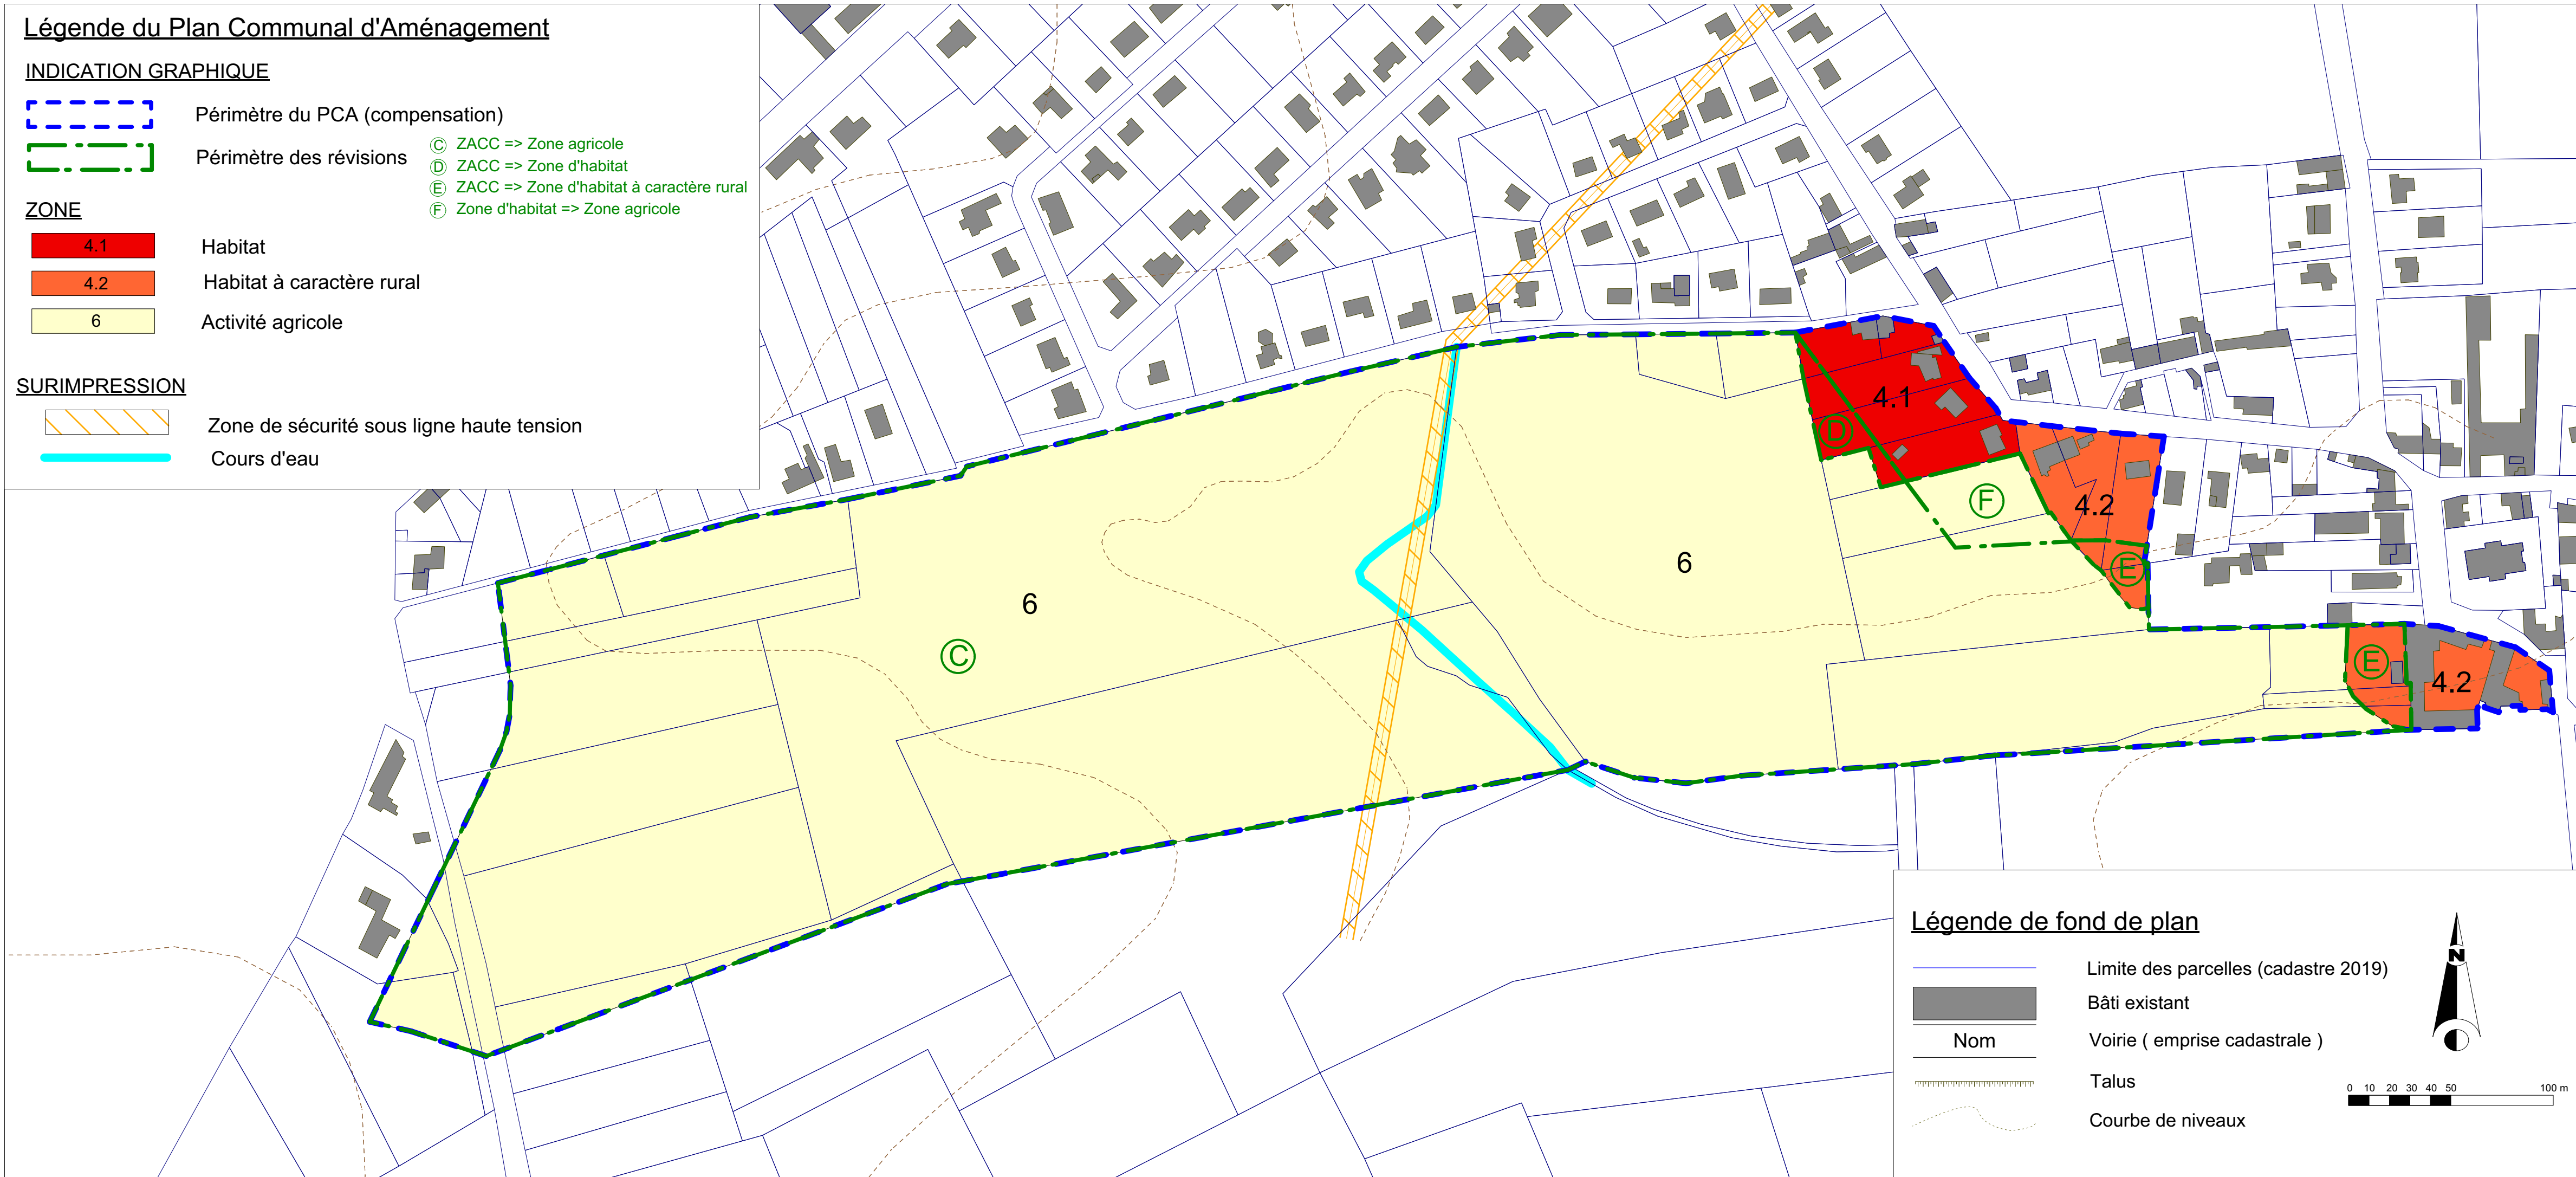 Légende du Plan Communal d'Aménagement
INDICATION GRAPHIQUE
Périmètre du PCA (compensation)
Périmètre des révisions
C ZACC => Zone agricole
D ZACC => Zone d'habitat
E ZACC => Zone d'habitat à caractère rural
F Zone d'habitat => Zone agricole
ZONE
4.1 Habitat
4.2 Habitat à caractère rural
6 Activité agricole
SURIMPRESSION
Zone de sécurité sous ligne haute tension
Cours d'eau
4.1
D
F
4.2
6
E
6
C
E
4.2
Légende de fond de plan
N
Limite des parcelles (cadastre 2019)
Bâti existant
Nom Voirie ( emprise cadastrale )
Talus
Courbe de niveaux
0 10 20 30 40 50 100 m